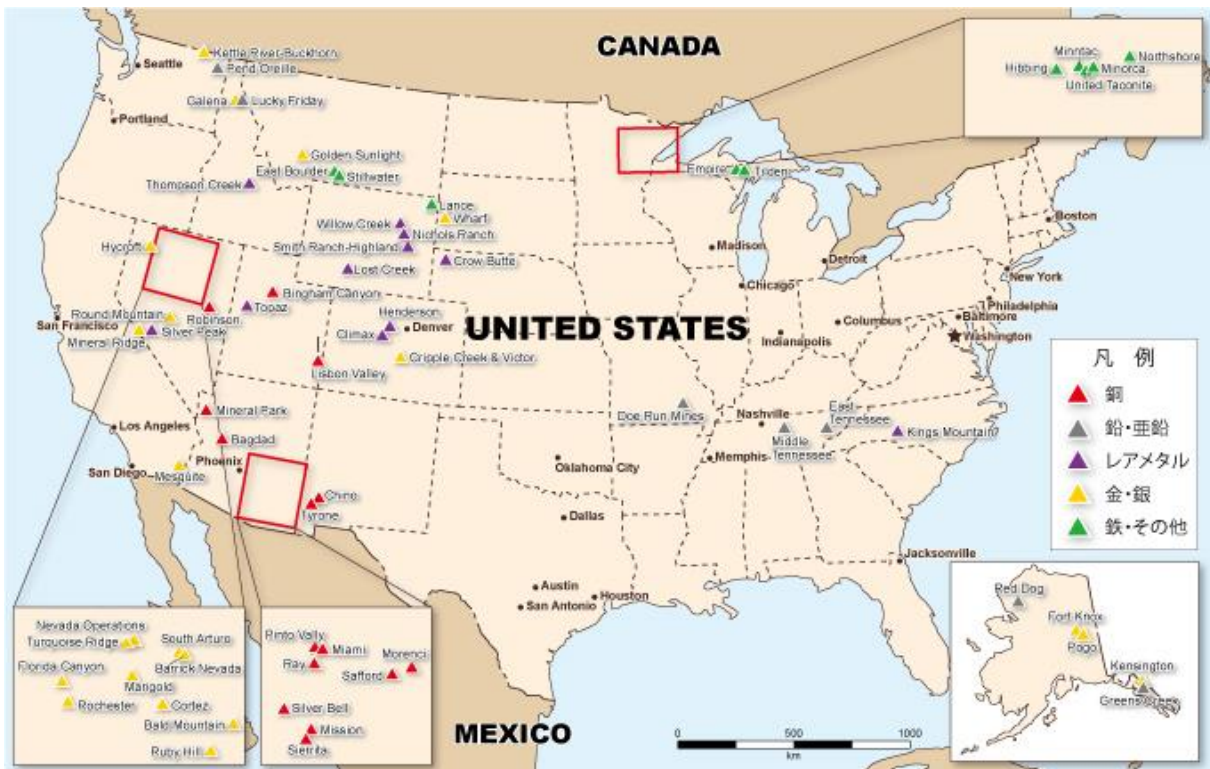 CANADA
Kettle River-Buckhorn
Seattle
Pend Oreille
Galena
Lucky Friday
Portland
Golden Sunlight
East Boulder
Stillwater
Thompson Creek
Lance
Wharf
Willow Creek
Nichols Ranch
Smith Ranch-Highland
Crow Butte
Lost Creek
Hycroft
Bingham Canyon
Topaz
Robinson
Round Mountain
San Francisco
Silver Peak
Mineral Ridge
Henderson
Climax
Denver
Cripple Creek & Victor
Lisbon Valley
UNITED STATES
Mineral Park
Los Angeles
Bagdad
San Diego
Phoenix
Mesquite
Chino
Tyrone
Empire
Tilden
Madison
Detroit
Chicago
Boston
New York
Philadelphia
Baltimore
Washington
Columbus
Indianapolis
Doe Run Mines
Nashville
East
Tennessee
Middle
Tennessee
Kings Mountain?
Memphis
Oklahoma City
Dallas
Austin
Houston
San Antonio
Jacksonville
MEXICO
Minntac
Northshore
Hibbing
Minorca
United Taconite
凡 例
銅
鉛・亜鉛
レアメタル
金・銀
鉄・その他
Nevada Operations
Turquoise Ridge
South Arturo
Barrick Nevada
Florida Canyon
Marigold
Rochester
Cortez
Bald Mountain
Ruby Hill
Pinto Vally
Miami
Morenci
Ray
Safford
Silver Bell
Mission
Sierrita
Red Dog
Fort Knox
Pogo
Kensington
Greens Creek
0 500 1000
km